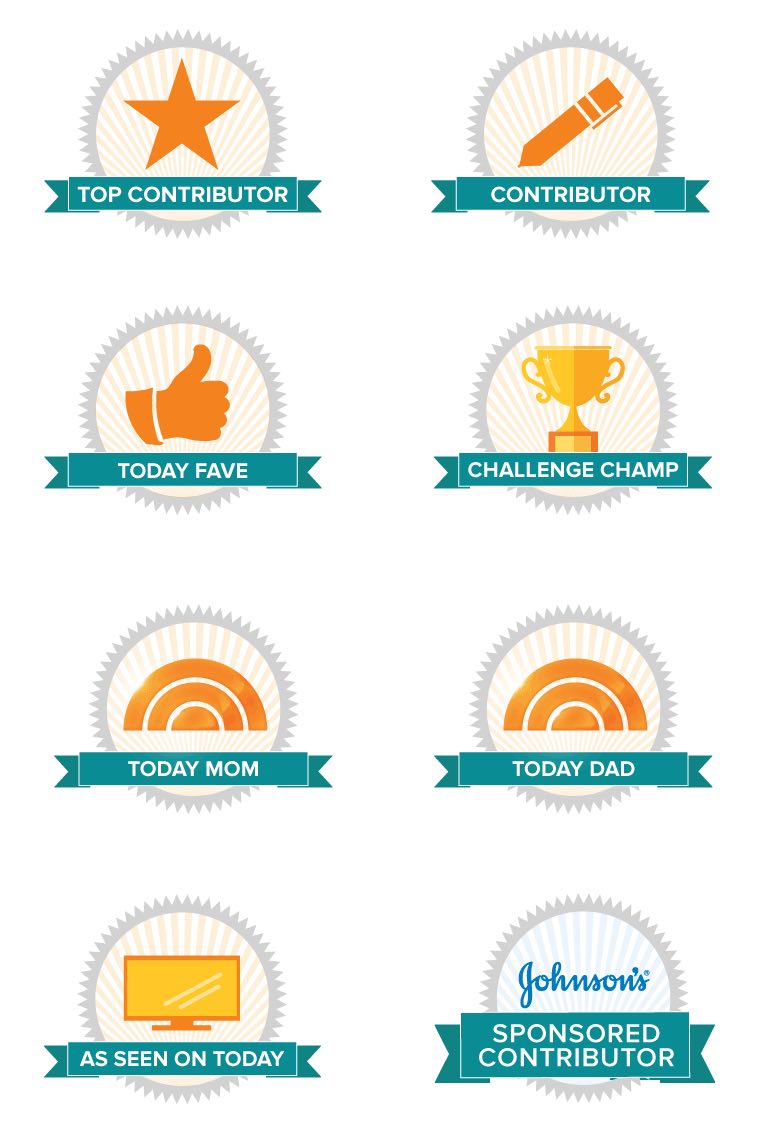 TOP CONTRIBUTOR
CONTRIBUTOR
TODAY FAVE
CHALLENGE CHAMP
TODAY MOM
TODAY DAD
AS SEEN ON TODAY
Johnson's®
SPONSORED
CONTRIBUTOR